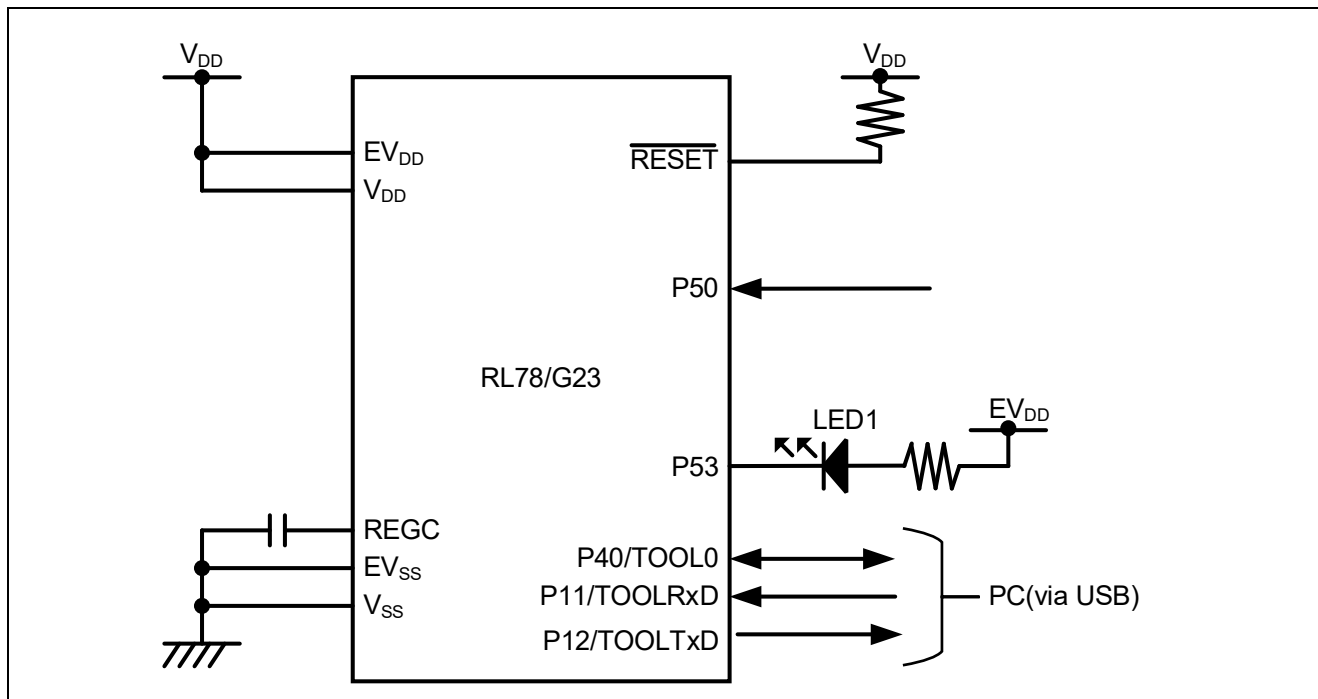 VDD
EVDD
VDD
REGC
EVSS
VSS
RL78/G23
VDD
RESET
P50
P53
LED1
EVDD
P40/TOOL0
P11/TOOLRxD
P12/TOOLTxD
PC(via USB)